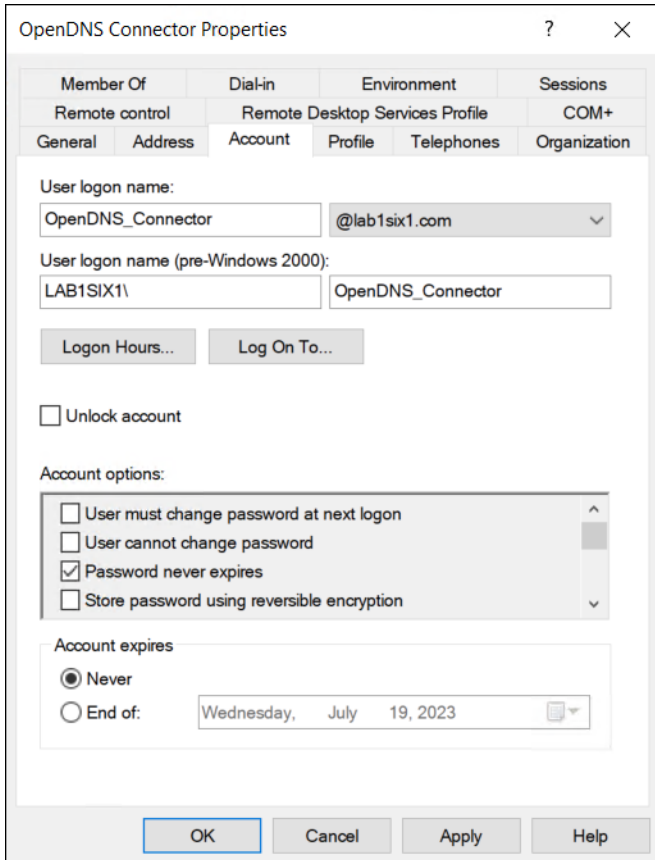 OpenDNS Connector Properties ? X
Member Of Dial-in Environment Sessions
Remote control Remote Desktop Services Profile COM+
General Address Account Profile Telephones Organization
User logon name:
OpenDNS_Connector @lab1six1.com
User logon name (pre-Windows 2000):
LAB1SIX1\ OpenDNS_Connector
Logon Hours... Log On To...
Unlock account
Account options:
User must change password at next logon
User cannot change password
Password never expires
Store password using reversible encryption
Account expires
Never
End of: Wednesday, July 19, 2023
OK Cancel Apply Help